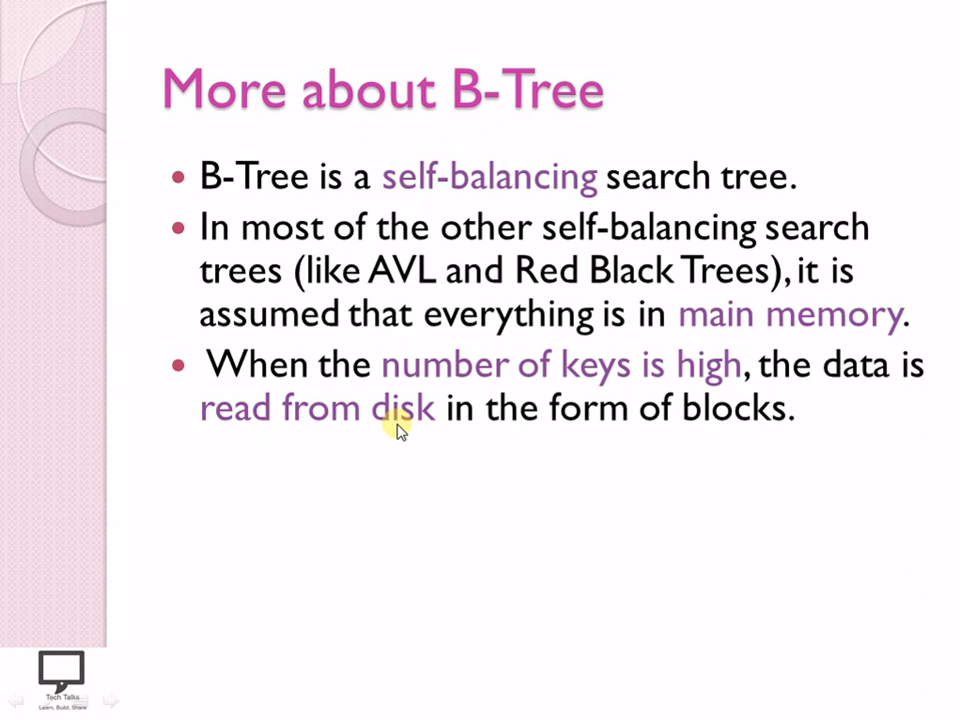 More about B-Tree
• B-Tree is a self-balancing search tree.
• In most of the other self-balancing search
trees (like AVL and Red Black Trees), it is
assumed that everything is in main memory.
• When the number of keys is high, the data is
read from disk in the form of blocks.
Tech Talks
Learn, Build, Share